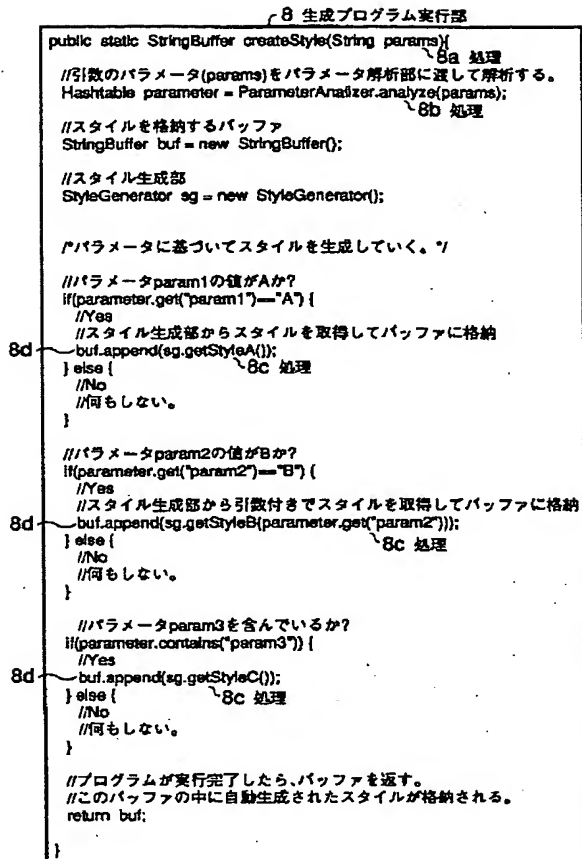 8 生成プログラム実行部
public static StringBuffer createStyle(String params){
8a 処理
//引数のパラメータ(params)をパラメータ解析部に渡して解析する。
Hashtable parameter = ParameterAnalizer.analyze(params);
8b 処理
//スタイルを格納するバッファ
StringBuffer buf = new StringBuffer();
//スタイル生成部
StyleGenerator sg = new StyleGenerator();
/*パラメータに基づいてスタイルを生成していく。*/
//パラメータparam1の値がAか?
if(parameter.get("param1")=="A") {
//Yes
//スタイル生成部からスタイルを取得してバッファに格納
8d buf.append(sg.getStyleA());
} else { 8c 処理
//No
//何もしない。
}
//パラメータparam2の値がBか?
if(parameter.get("param2")=="B") {
//Yes
//スタイル生成部から引数付きでスタイルを取得してバッファに格納
8d buf.append(sg.getStyleB(parameter.get("param2")));
} else { 8c 処理
//No
//何もしない。
}
//パラメータparam3を含んでいるか?
if(parameter.contains("param3")) {
//Yes
8d buf.append(sg.getStyleC());
} else { 8c 処理
//No
//何もしない。
}
//プログラムが実行完了したら、バッファを返す。
//このバッファの中に自動生成されたスタイルが格納される。
return buf;
}